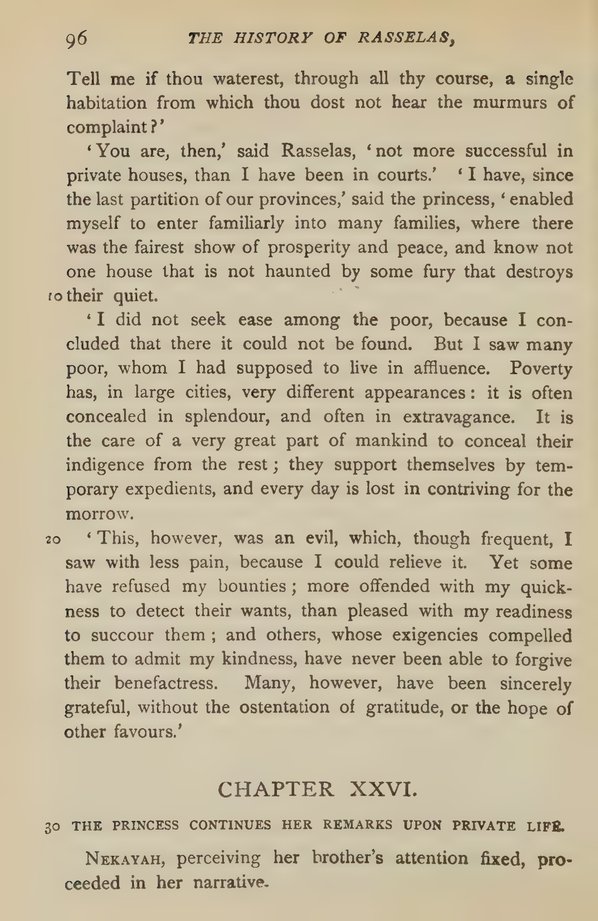 96 THE HISTORY OF RASSELAS,
Tell me if thou waterest, through all thy course, a single
habitation from which thou dost not hear the murmurs of
complaint?'
'You are, then,' said Rasselas, 'not more successful in
private houses, than I have been in courts.' 'I have, since
the last partition of our provinces,' said the princess, 'enabled
myself to enter familiarly into many families, where there
was the fairest show of prosperity and peace, and know not
one house that is not haunted by some fury that destroys
10 their quiet.
'I did not seek ease among the poor, because I con-
cluded that there it could not be found. But I saw many
poor, whom I had supposed to live in affluence. Poverty
has, in large cities, very different appearances: it is often
concealed in splendour, and often in extravagance. It is
the care of a very great part of mankind to conceal their
indigence from the rest; they support themselves by tem-
porary expedients, and every day is lost in contriving for the
morrow.
20 'This, however, was an evil, which, though frequent, I
saw with less pain, because I could relieve it. Yet some
have refused my bounties; more offended with my quick-
ness to detect their wants, than pleased with my readiness
to succour them; and others, whose exigencies compelled
them to admit my kindness, have never been able to forgive
their benefactress. Many, however, have been sincerely
grateful, without the ostentation of gratitude, or the hope of
other favours.'
CHAPTER XXVI.
30 THE PRINCESS CONTINUES HER REMARKS UPON PRIVATE LIFE.
NEKAYAH, perceiving her brother's attention fixed, pro-
ceeded in her narrative.